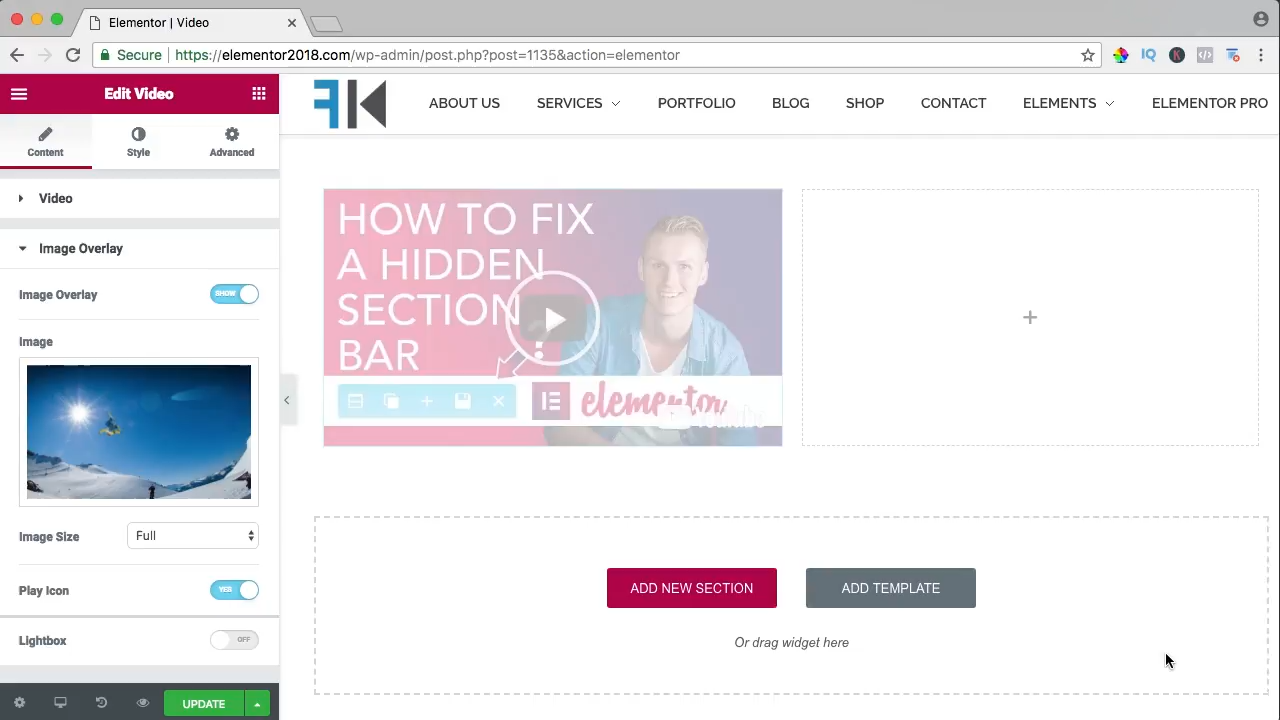 Elementor | Video
Secure
https://elementor2018.com/wp-admin/post.php?post=1135&action=elementor
Edit Video
Content
Style
Advanced
Video
Image Overlay
Image Overlay
SHOW
Image
Image Size
Full
Play Icon
YES
Lightbox
OFF
UPDATE
FK
ABOUT US
SERVICES
PORTFOLIO
BLOG
SHOP
CONTACT
ELEMENTS
ELEMENTOR PRO
HOW TO FIX
A HIDDEN
SECTION
BAR
?
elementor
YouTube
ADD NEW SECTION
ADD TEMPLATE
Or drag widget here